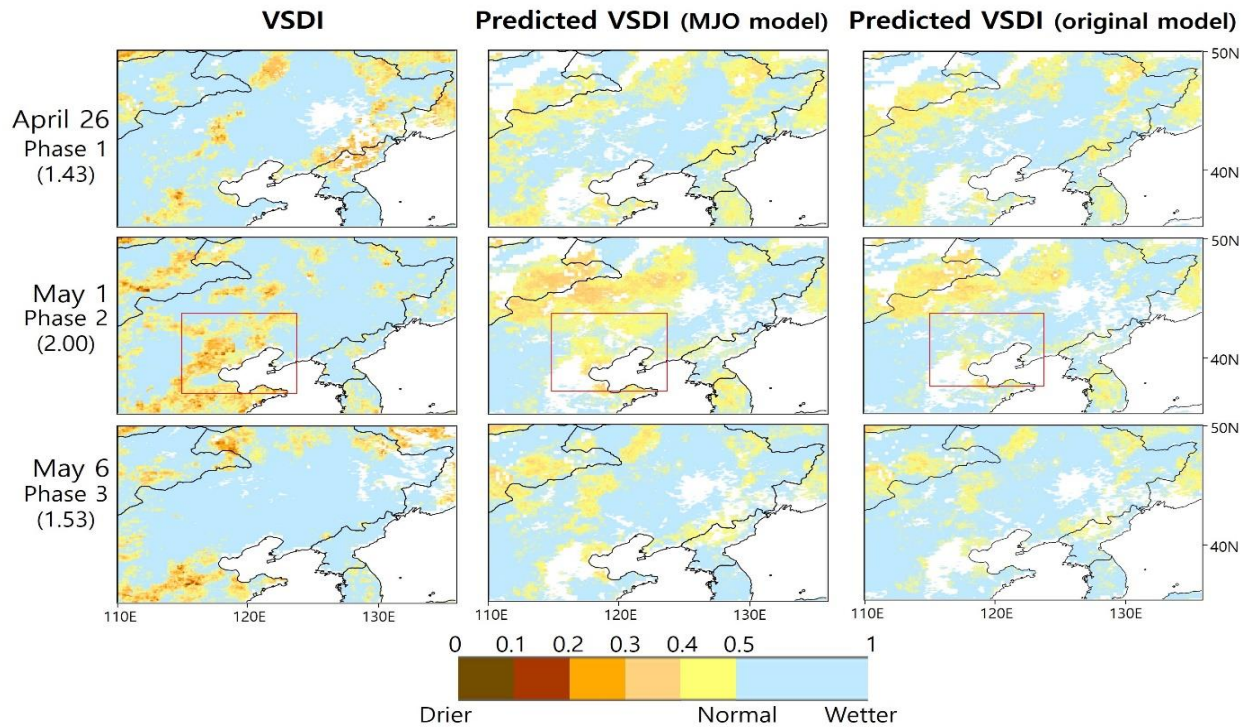 VSDI
Predicted VSDI (MJO model)
Predicted VSDI (original model)
April 26
Phase 1
(1.43)
50N
40N
May 1
Phase 2
(2.00)
50N
40N
May 6
Phase 3
(1.53)
50N
40N
110E 120E 130E
110E 120E 130E
110E 120E 130E
0 0.1 0.2 0.3 0.4 0.5 1
Drier Normal Wetter